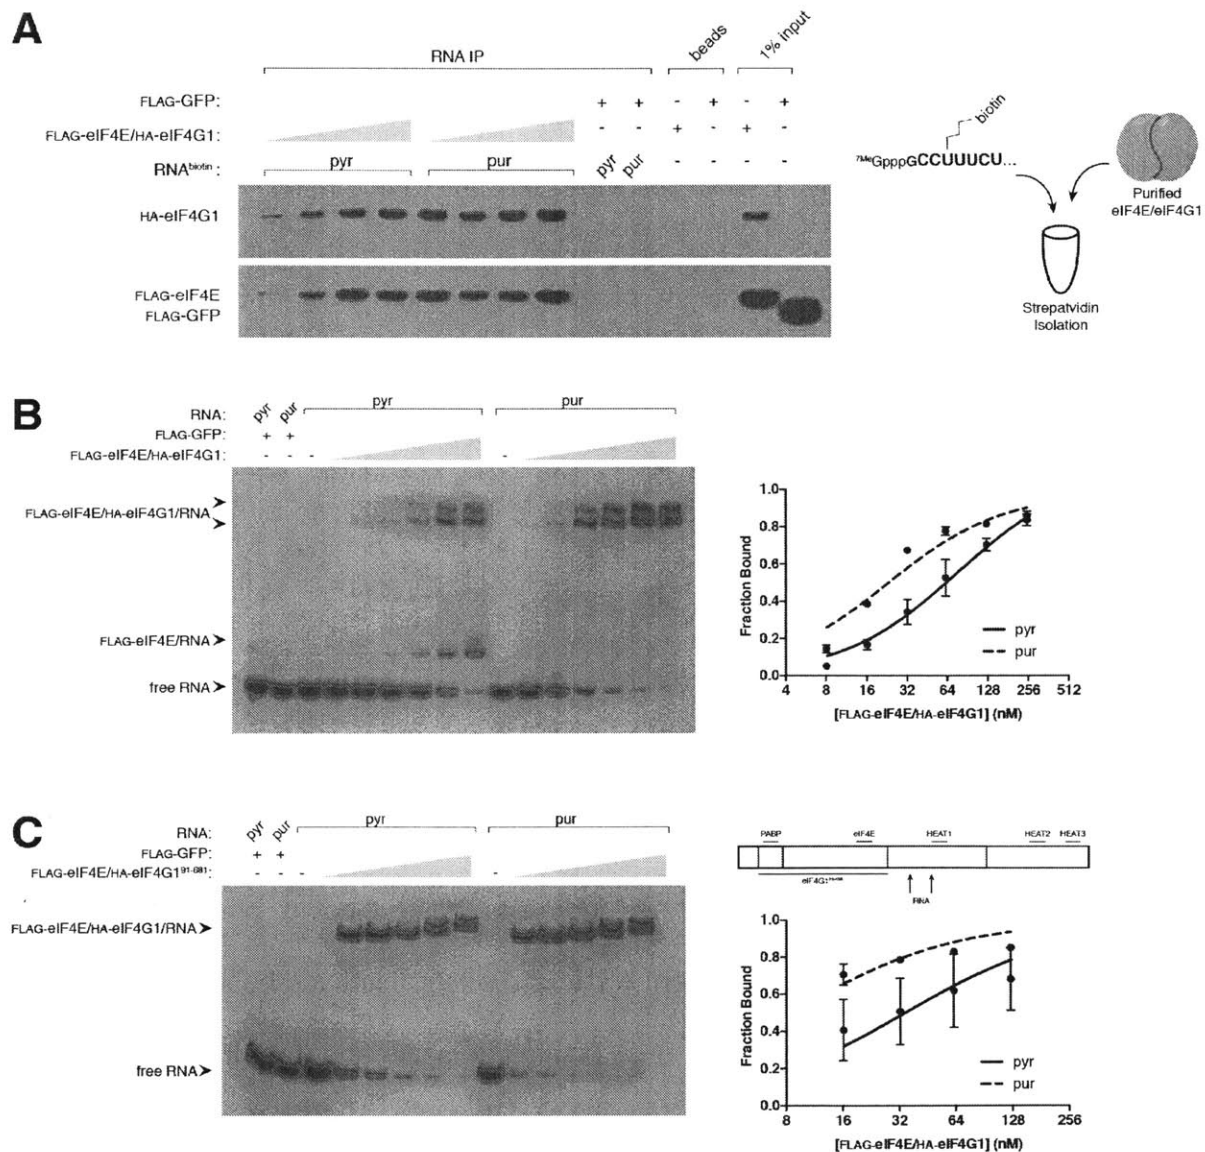 A
RNA IP
beads
1% input
FLAG-GFP: + + - + - +
FLAG-eIF4E/HA-eIF4G1: - - + - + -
RNAbiotin : pyr pur pyr pur - - - -
HA-eIF4G1
FLAG-eIF4E
FLAG-GFP
biotin
7MeGpppGCCUUUCU...
Purified
eIF4E/eIF4G1
Strepatvidin
Isolation
B
RNA: pyr pur pyr pur
FLAG-GFP: + +
FLAG-eIF4E/HA-eIF4G1: - - - -
FLAG-eIF4E/HA-eIF4G1/RNA
FLAG-eIF4E/RNA
free RNA
Fraction Bound
1.0
0.8
0.6
0.4
0.2
0.0
pyr
pur
4 8 16 32 64 128 256 512
[FLAG-eIF4E/HA-eIF4G1] (nM)
C
RNA: pyr pur pyr pur
FLAG-GFP: + +
FLAG-eIF4E/HA-eIF4G1 91-681: - - - -
FLAG-eIF4E/HA-eIF4G1/RNA
free RNA
PABP eIF4E HEAT1 HEAT2 HEAT3
RNA
Fraction Bound
1.0
0.8
0.6
0.4
0.2
0.0
pyr
pur
8 16 32 64 128 256
[FLAG-eIF4E/HA-eIF4G1] (nM)